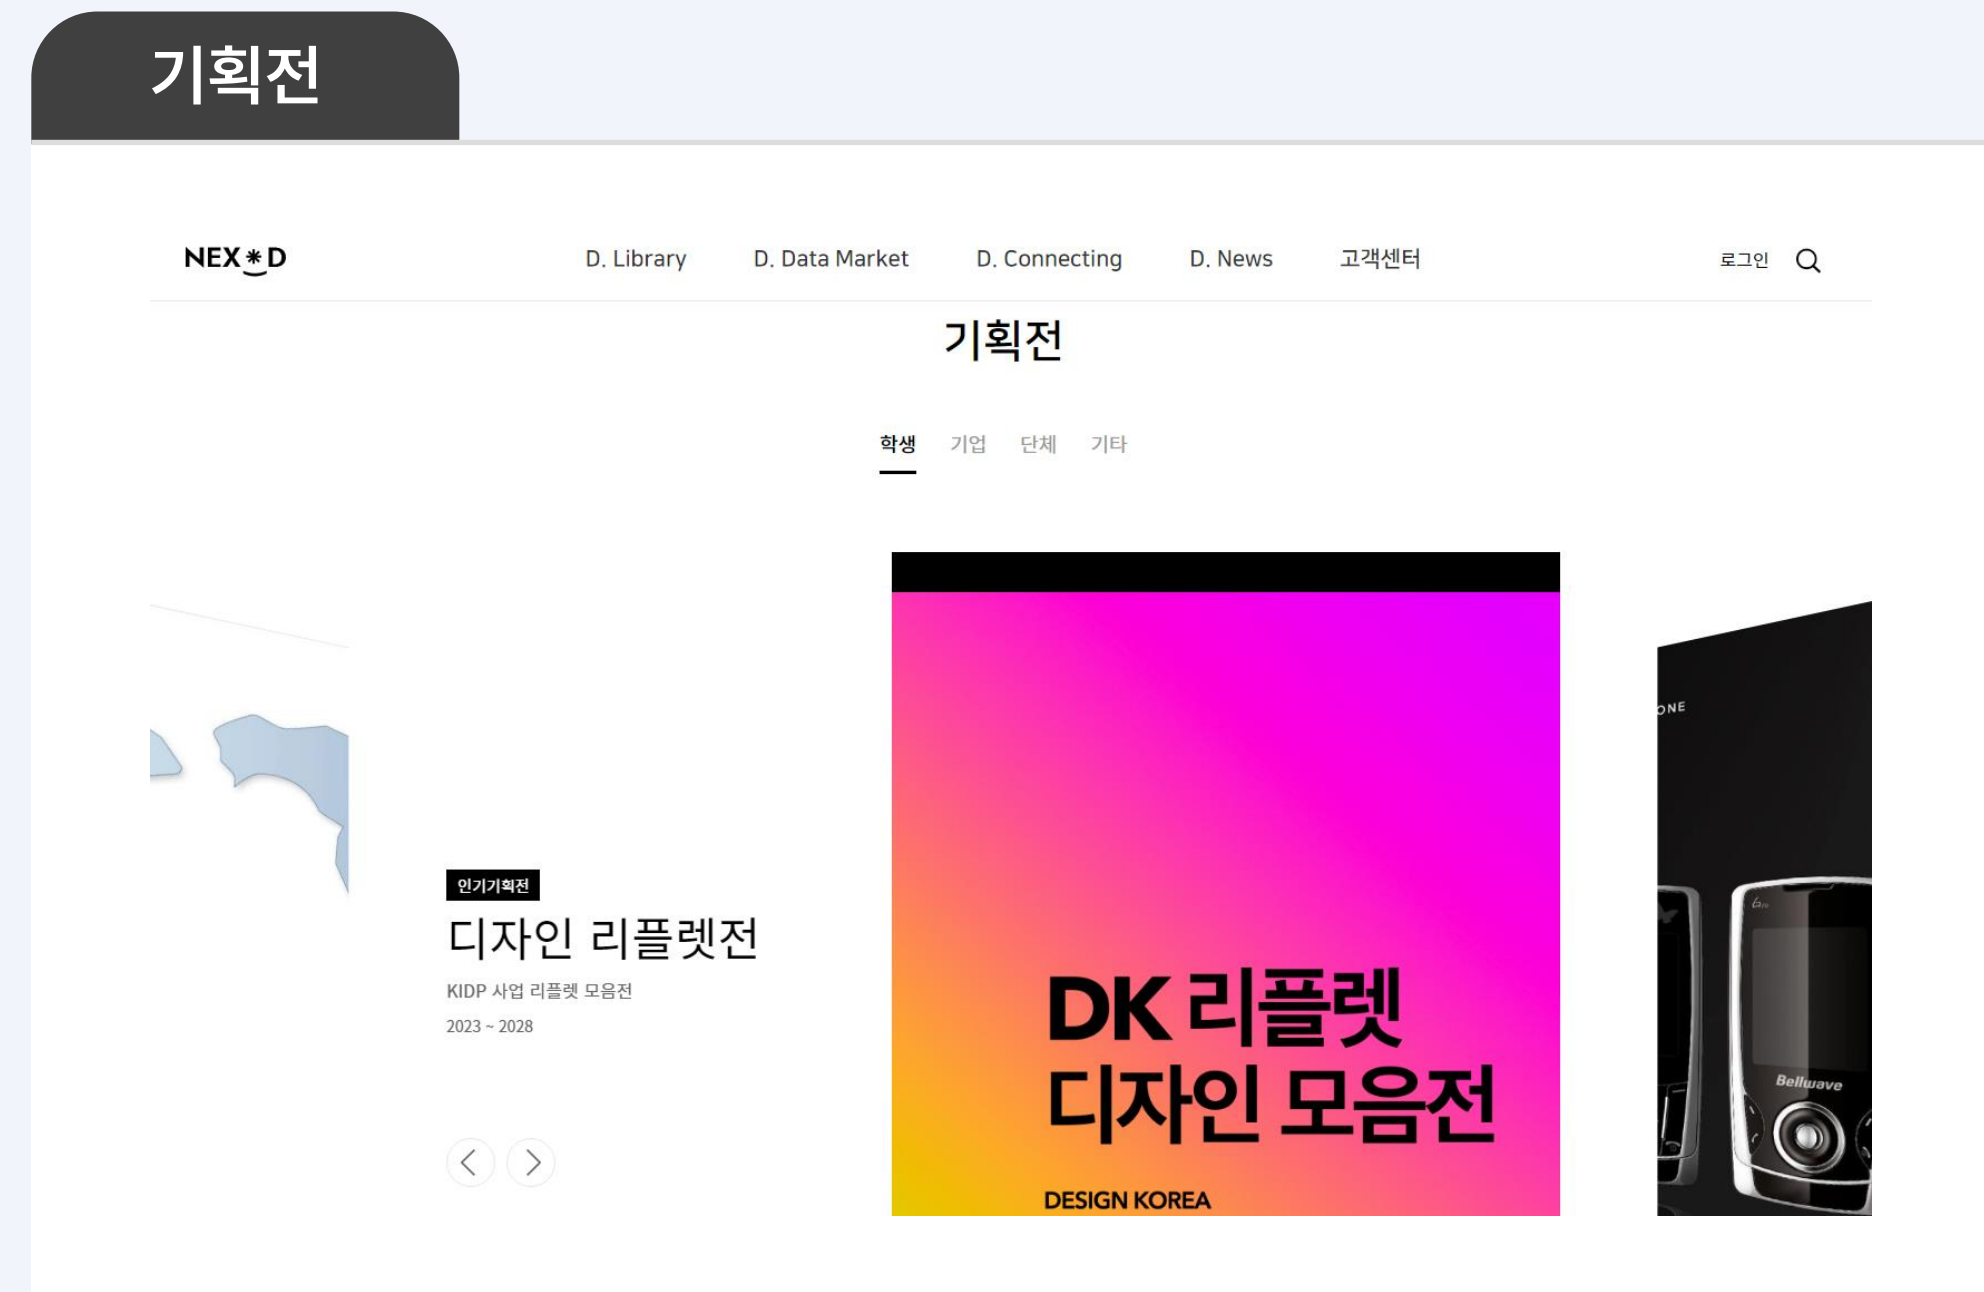 기획전
NEX*D
D. Library D. Data Market D. Connecting D. News 고객센터 로그인
기획전
학생 기업 단체 기타
ONE
인기기획전
디자인 리플렛전
KIDP 사업 리플렛 모음전
2023 ~ 2028
DK 리플렛
디자인 모음전
DESIGN KOREA
Bellwave